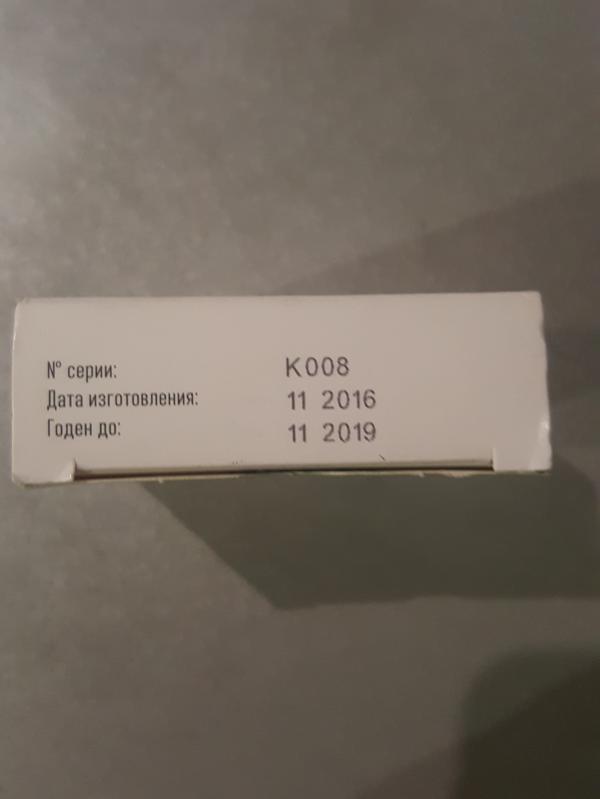 № серии: K008
Дата изготовления: 11 2016
Годен до: 11 2019